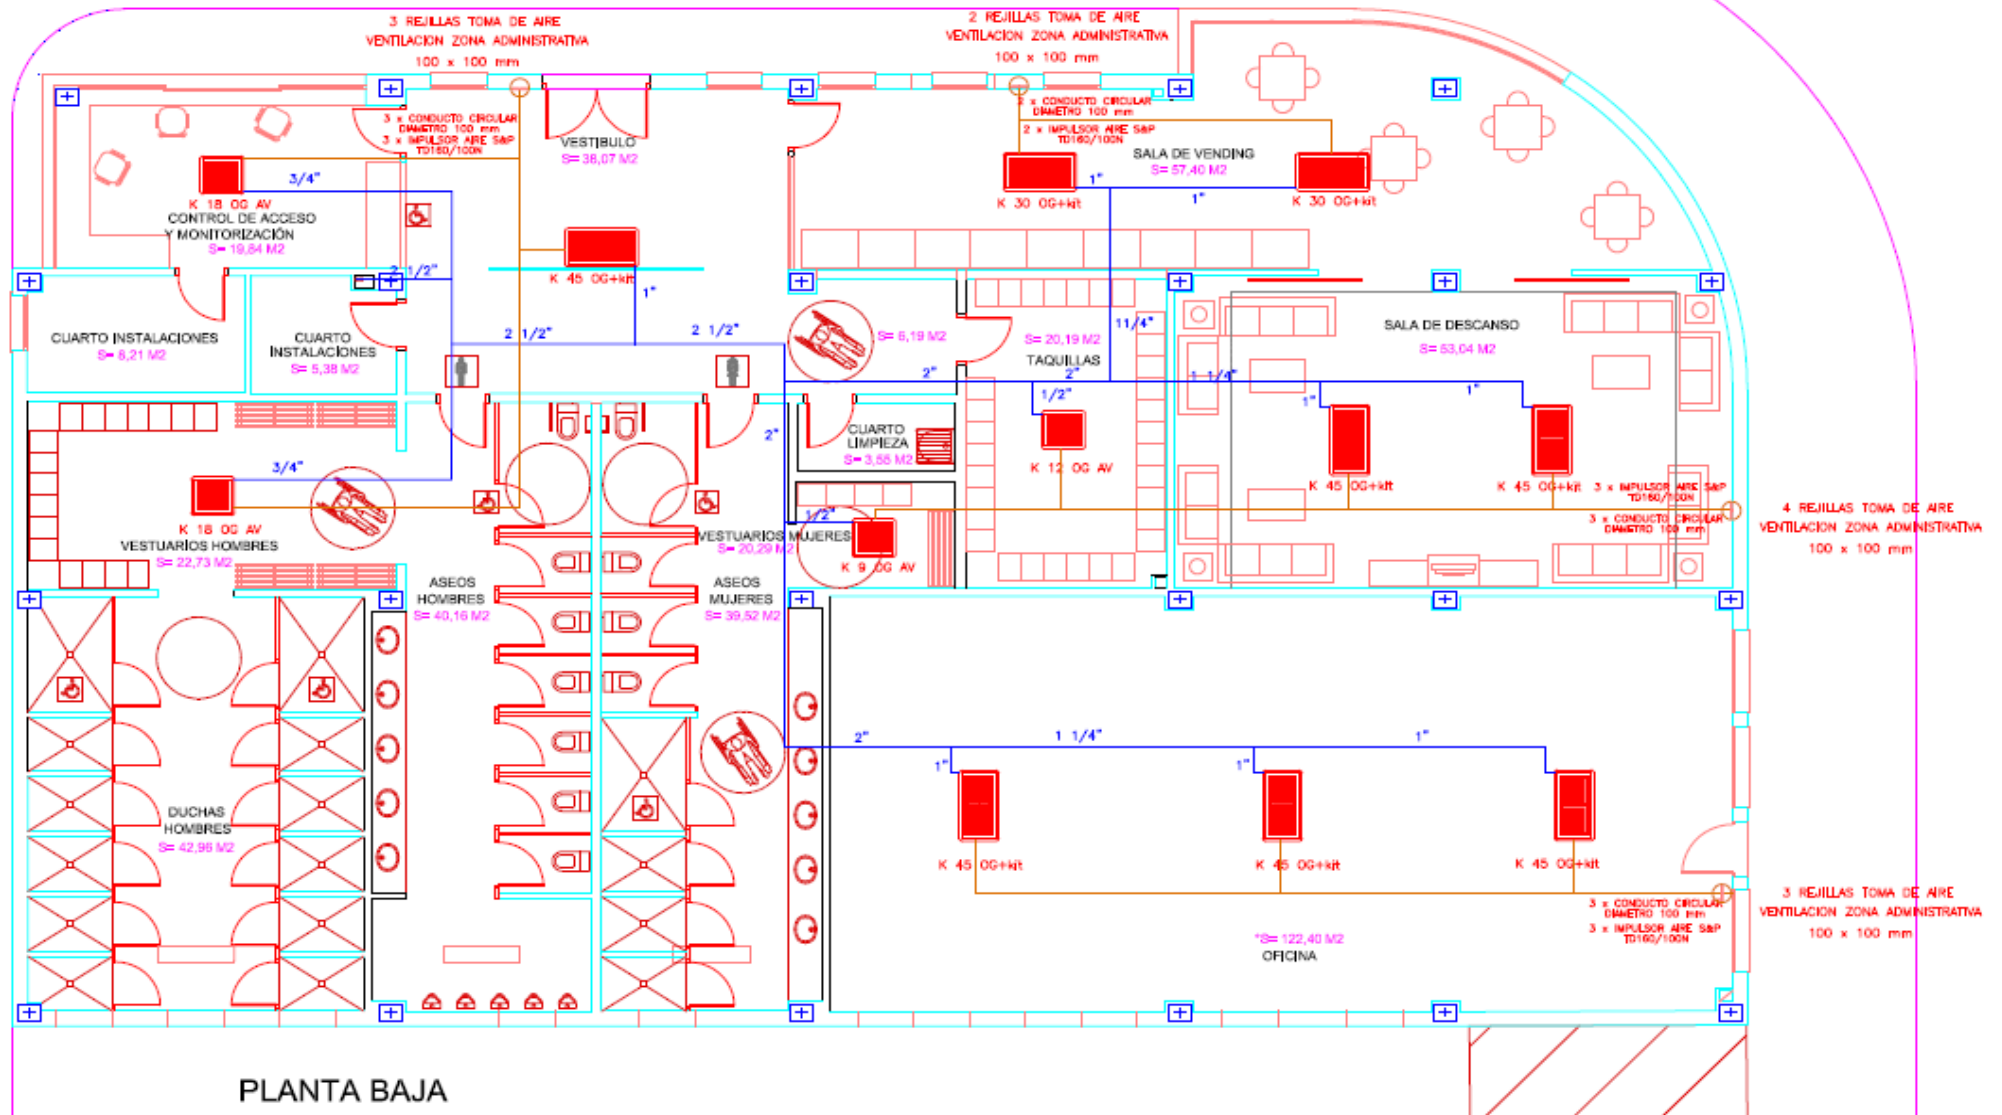 3 REJILLAS TOMA DE AIRE
VENTILACION ZONA ADMINISTRATIVA
100 x 100 mm
2 REJILLAS TOMA DE AIRE
VENTILACION ZONA ADMINISTRATIVA
100 x 100 mm
3 x CONDUCTO CIRCULAR
DIAMETRO 100 mm
3 x IMPULSOR AIRE S&P
TD160/100N
2 x CONDUCTO CIRCULAR
DIAMETRO 100 mm
2 x IMPULSOR AIRE S&P
TD160/100N
VESTIBULO
S= 38,07 M2
SALA DE VENDING
S= 57,40 M2
3/4"
1"
1"
K 18 OG AV
K 30 OG+kit
K 30 OG+kit
CONTROL DE ACCESO
Y MONITORIZACIÓN
S= 19,84 M2
2 1/2"
K 45 OG+kit
1"
CUARTO INSTALACIONES
S= 8,21 M2
CUARTO
INSTALACIONES
S= 5,38 M2
2 1/2"
2 1/2"
S= 6,19 M2
S= 20,19 M2
TAQUILLAS
11/4"
SALA DE DESCANSO
S= 53,04 M2
2"
2"
1 1/4"
1"
1/2"
1"
2"
CUARTO
LIMPIEZA
S= 3,55 M2
K 12 OG AV
3/4"
K 45 OG+kit
K 45 OG+kit
3 x IMPULSOR AIRE S&P
TD160/100N
3 x CONDUCTO CIRCULAR
DIAMETRO 100 mm
4 REJILLAS TOMA DE AIRE
VENTILACION ZONA ADMINISTRATIVA
100 x 100 mm
K 18 OG AV
VESTUARIOS HOMBRES
S= 22,73 M2
1/2"
VESTUARIOS MUJERES
S= 20,29 M2
K 9 OG AV
ASEOS
HOMBRES
S= 40,16 M2
ASEOS
MUJERES
S= 39,52 M2
2"
1 1/4"
1"
1"
1"
DUCHAS
HOMBRES
S= 42,96 M2
K 45 OG+kit
K 45 OG+kit
K 45 OG+kit
3 x CONDUCTO CIRCULAR
DIAMETRO 100 mm
3 x IMPULSOR AIRE S&P
TD160/100N
3 REJILLAS TOMA DE AIRE
VENTILACION ZONA ADMINISTRATIVA
100 x 100 mm
*S= 122,40 M2
OFICINA
PLANTA BAJA